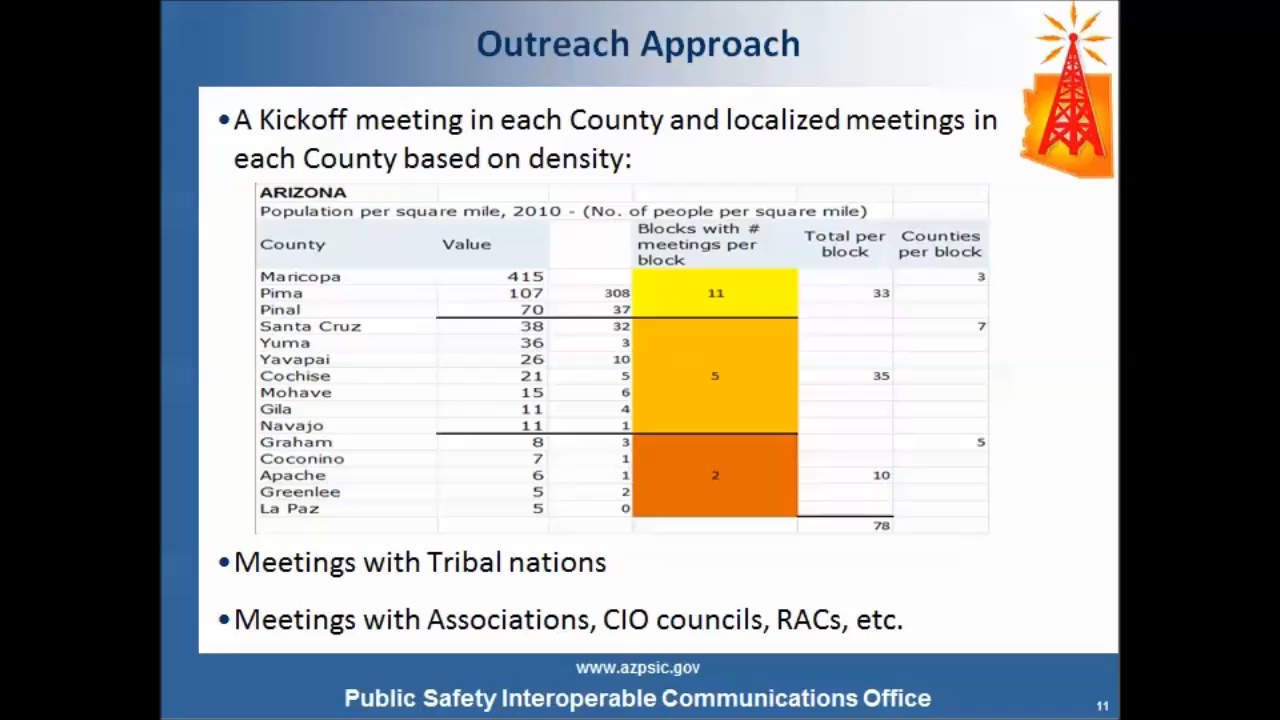 Outreach Approach
•A Kickoff meeting in each County and localized meetings in
each County based on density:
ARIZONA
Population per square mile, 2010 - (No. of people per square mile)
County Value Blocks with # meetings per block Total per block Counties per block
Maricopa 415 3
Pima 107 308 11 33
Pinal 70 37
Santa Cruz 38 32 7
Yuma 36 3
Yavapai 26 10
Cochise 21 5 5 35
Mohave 15 6
Gila 11 4
Navajo 11 1
Graham 8 3 5
Coconino 7 1
Apache 6 1 2 10
Greenlee 5 2
La Paz 5 0
78
•Meetings with Tribal nations
•Meetings with Associations, CIO councils, RACs, etc.
www.azpsic.gov
Public Safety Interoperable Communications Office
11